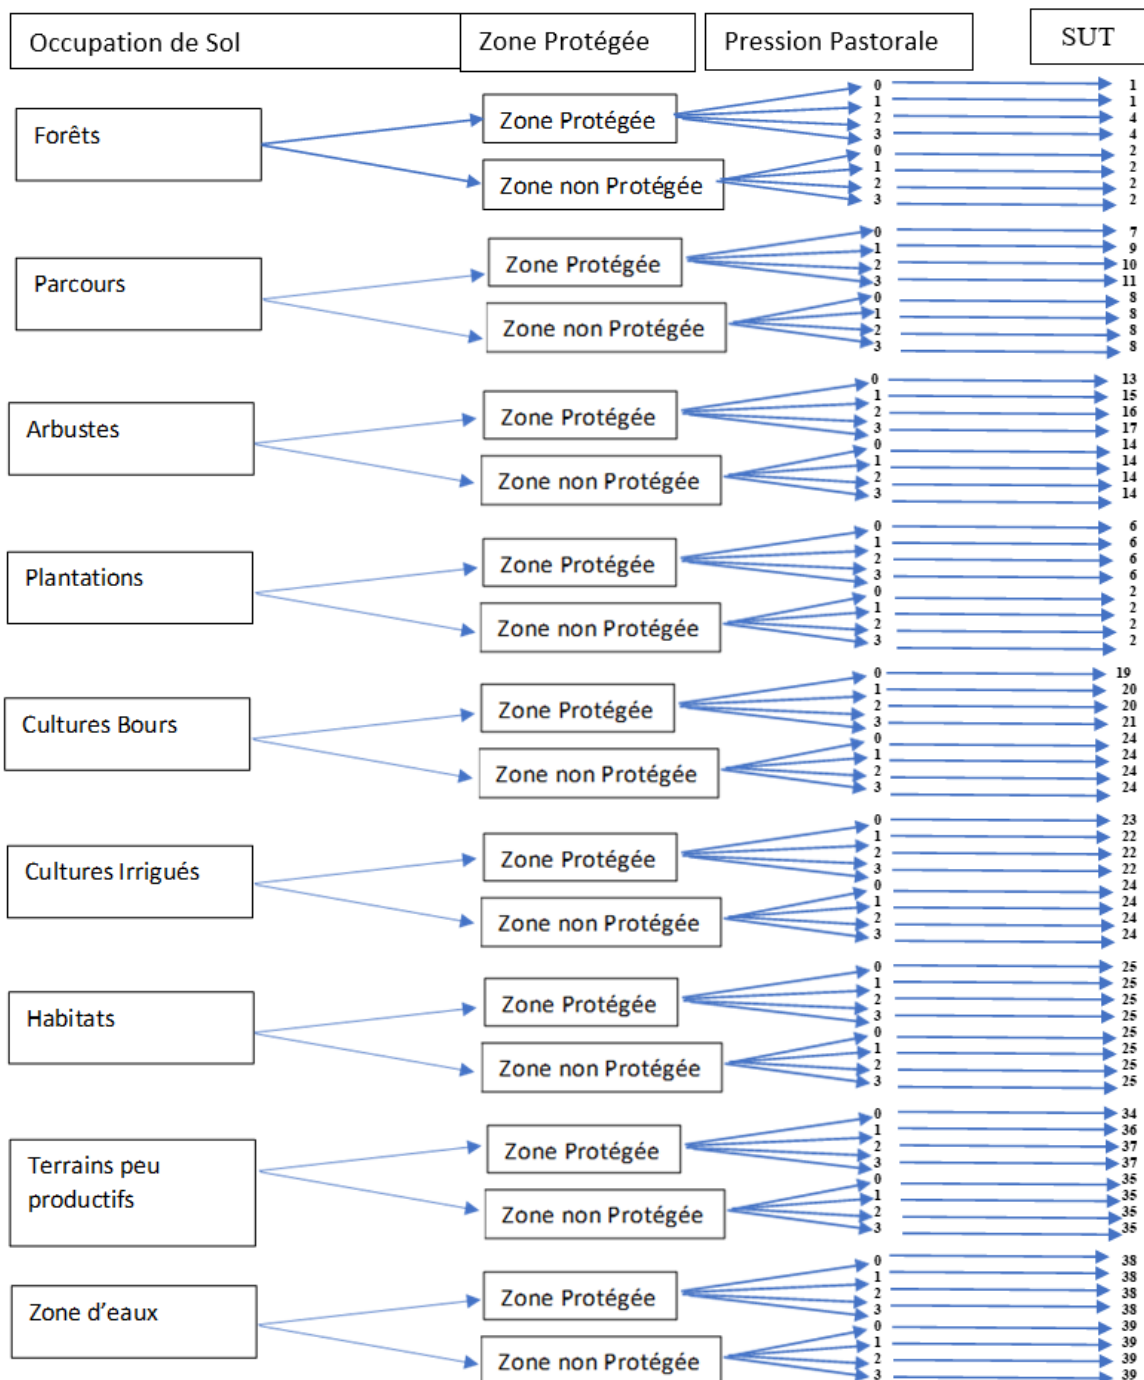 Occupation de Sol Zone Protégée Pression Pastorale SUT
Forêts
Zone Protégée
0 1
1 1
2 4
3 4
Zone non Protégée
0 2
1 2
2 2
3 2
Parcours
Zone Protégée
0 7
1 9
2 10
3 11
Zone non Protégée
0 8
1 8
2 8
3 8
Arbustes
Zone Protégée
0 13
1 15
2 16
3 17
Zone non Protégée
0 14
1 14
2 14
3 14
Plantations
Zone Protégée
0 6
1 6
2 6
3 6
Zone non Protégée
0 2
1 2
2 2
3 2
Cultures Bours
Zone Protégée
0 19
1 20
2 20
3 21
Zone non Protégée
0 24
1 24
2 24
3 24
Cultures Irrigués
Zone Protégée
0 23
1 22
2 22
3 22
Zone non Protégée
0 24
1 24
2 24
3 24
Habitats
Zone Protégée
0 25
1 25
2 25
3 25
Zone non Protégée
0 25
1 25
2 25
3 25
Terrains peu
productifs
Zone Protégée
0 34
1 36
2 37
3 37
Zone non Protégée
0 35
1 35
2 35
3 35
Zone d’eaux
Zone Protégée
0 38
1 38
2 38
3 38
Zone non Protégée
0 39
1 39
2 39
3 39